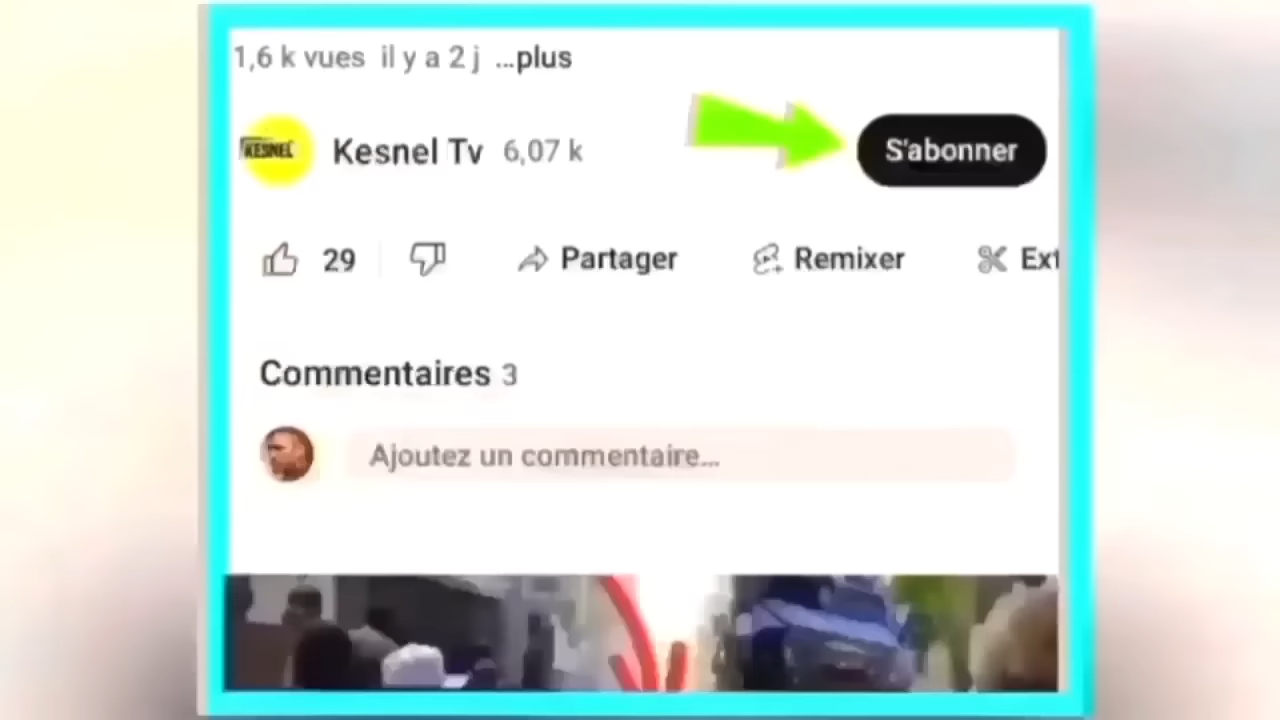 1,6 k vues il y a 2 j ...plus
KESNEL
Kesnel Tv 6,07 k
S'abonner
29
Partager
Remixer
Ext
Commentaires 3
Ajoutez un commentaire...